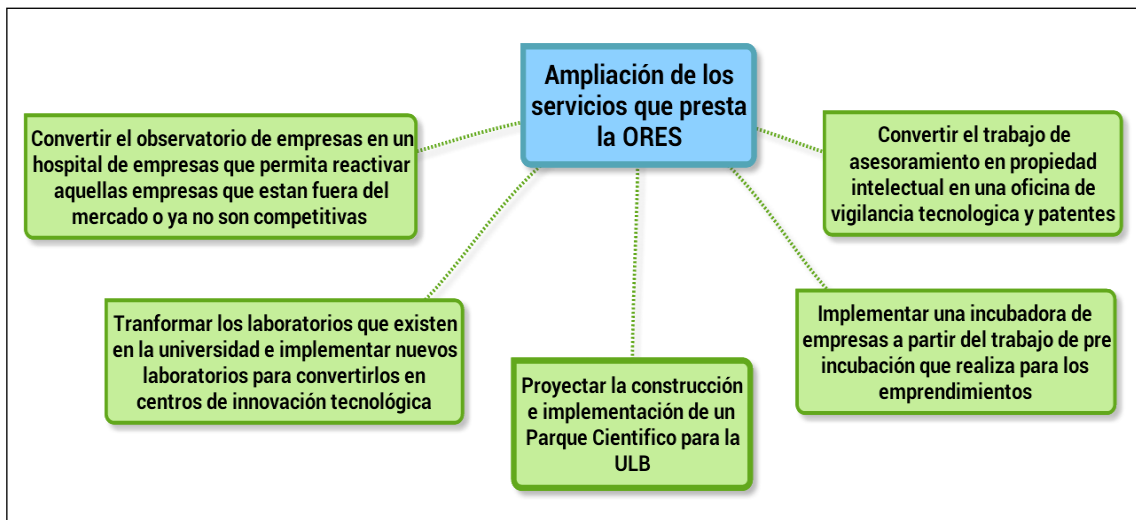 Ampliación de los
servicios que presta
la ORES
Convertir el observatorio de empresas en un
hospital de empresas que permita reactivar
aquellas empresas que estan fuera del
mercado o ya no son competitivas
Convertir el trabajo de
asesoramiento en propiedad
intelectual en una oficina de
vigilancia tecnologica y patentes
Tranformar los laboratorios que existen
en la universidad e implementar nuevos
laboratorios para convertirlos en
centros de innovación tecnológica
Proyectar la construcción
e implementación de un
Parque Cientifico para la
ULB
Implementar una incubadora de
empresas a partir del trabajo de pre
incubación que realiza para los
emprendimientos